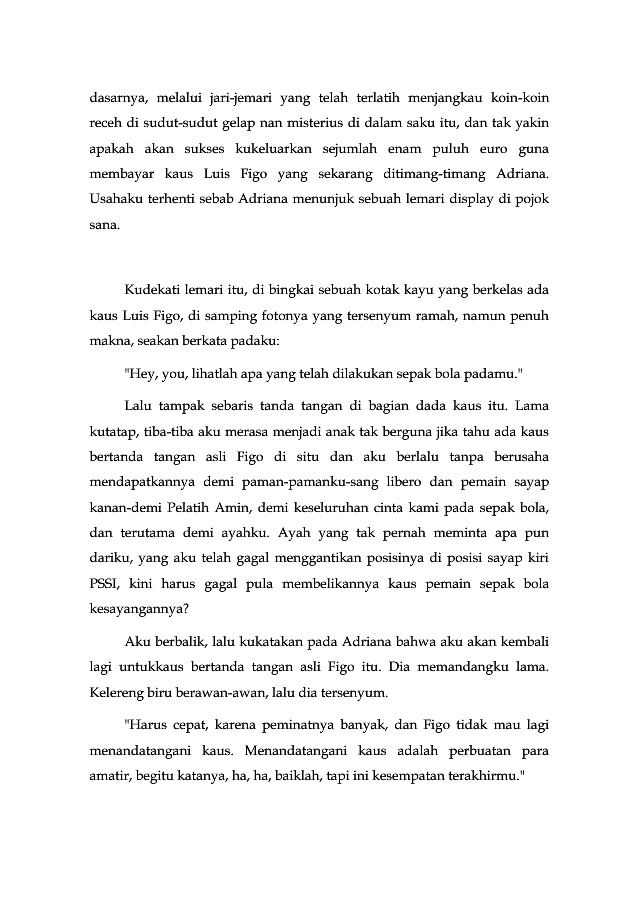 dasarnya, melalui jari-jemari yang telah terlatih menjangkau koin-koin
receh di sudut-sudut gelap nan misterius di dalam saku itu, dan tak yakin
apakah akan sukses kukeluarkan sejumlah enam puluh euro guna
membayar kaus Luis Figo yang sekarang ditimang-timang Adriana.
Usahaku terhenti sebab Adriana menunjuk sebuah lemari display di pojok
sana.
Kudekati lemari itu, di bingkai sebuah kotak kayu yang berkelas ada
kaus Luis Figo, di samping fotonya yang tersenyum ramah, namun penuh
makna, seakan berkata padaku:
"Hey, you, lihatlah apa yang telah dilakukan sepak bola padamu."
Lalu tampak sebaris tanda tangan di bagian dada kaus itu. Lama
kutatap, tiba-tiba aku merasa menjadi anak tak berguna jika tahu ada kaus
bertanda tangan asli Figo di situ dan aku berlalu tanpa berusaha
mendapatkannya demi paman-pamanku-sang libero dan pemain sayap
kanan-demi Pelatih Amin, demi keseluruhan cinta kami pada sepak bola,
dan terutama demi ayahku. Ayah yang tak pernah meminta apa pun
dariku, yang aku telah gagal menggantikan posisinya di posisi sayap kiri
PSSI, kini harus gagal pula membelikannya kaus pemain sepak bola
kesayangannya?
Aku berbalik, lalu kukatakan pada Adriana bahwa aku akan kembali
lagi untukkaus bertanda tangan asli Figo itu. Dia memandangku lama.
Kelereng biru berawan-awan, lalu dia tersenyum.
"Harus cepat, karena peminatnya banyak, dan Figo tidak mau lagi
menandatangani kaus. Menandatangani kaus adalah perbuatan para
amatir, begitu katanya, ha, ha, baiklah, tapi ini kesempatan terakhirmu."